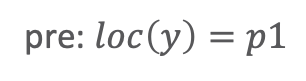 pre: loc(y) = p1